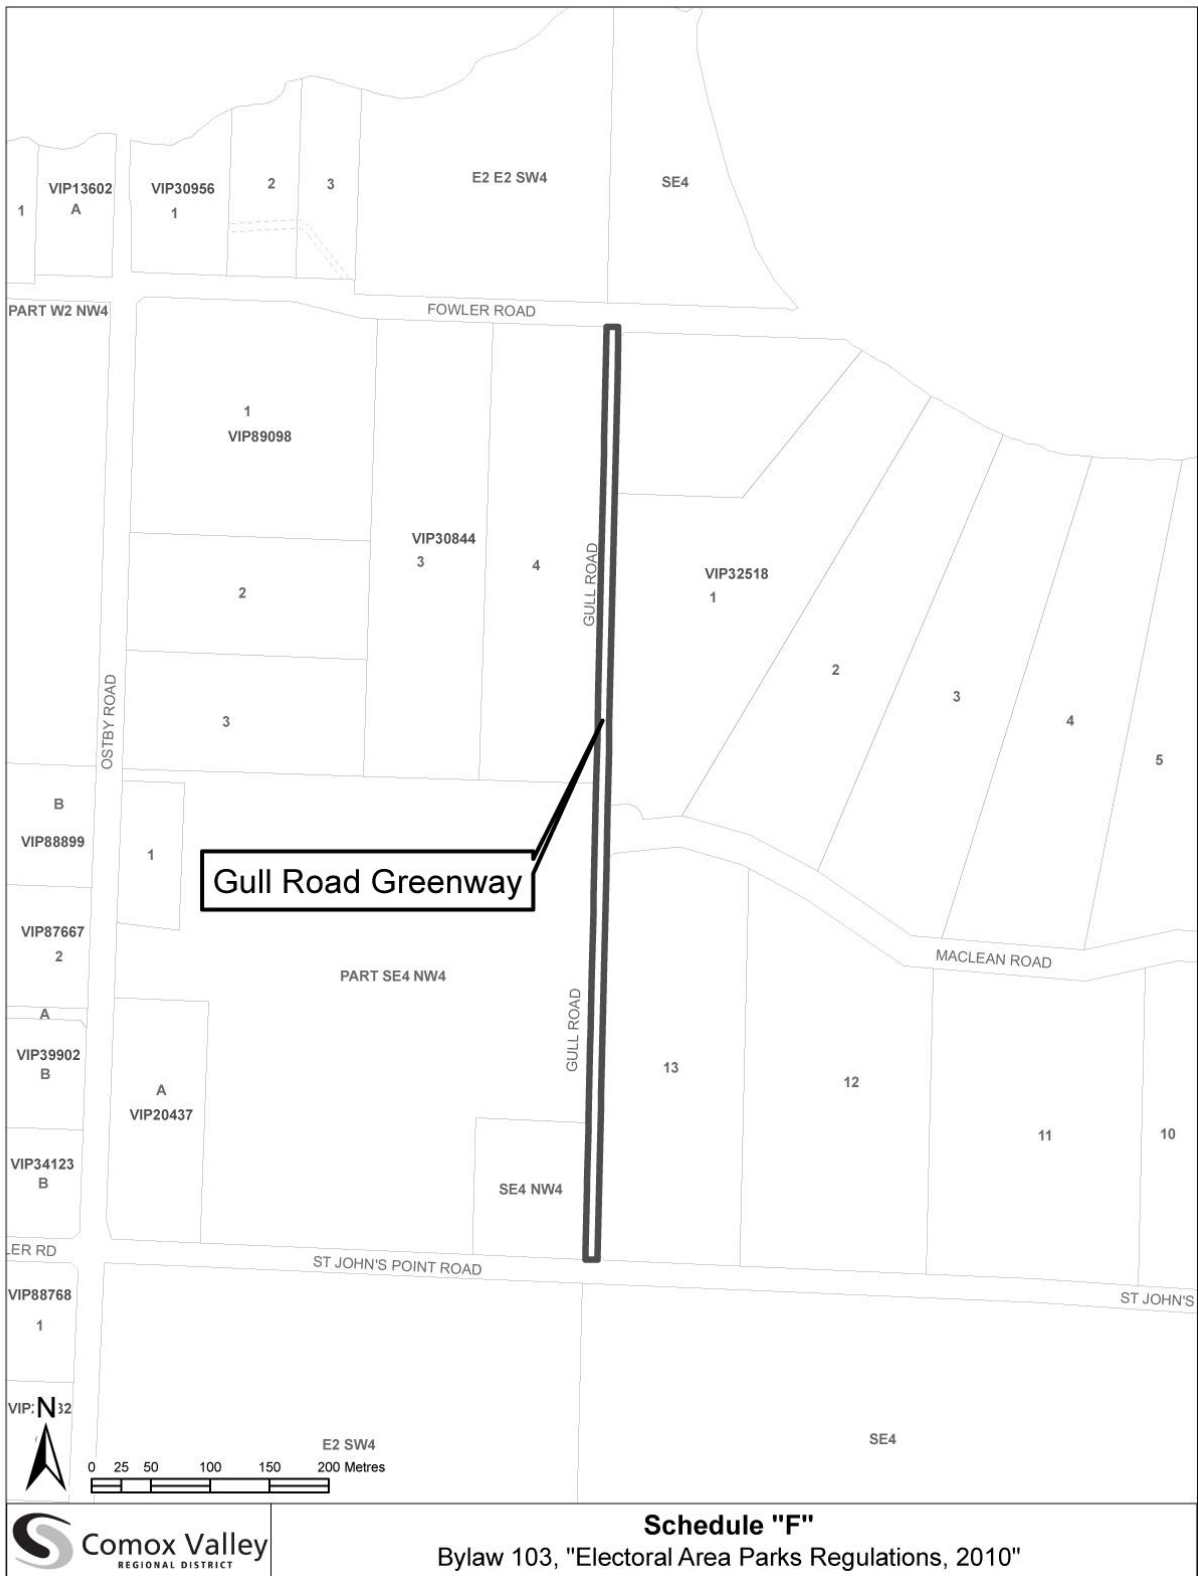 VIP13602
A
1
VIP30956
1
2
3
E2 E2 SW4
SE4
PART W2 NW4
FOWLER ROAD
1
VIP89098
VIP30844
3
4
GULL ROAD
VIP32518
1
2
2
3
4
5
3
OSTBY ROAD
B
VIP88899
1
Gull Road Greenway
VIP87667
2
PART SE4 NW4
MACLEAN ROAD
A
VIP39902
B
GULL ROAD
13
12
11
10
A
VIP20437
VIP34123
B
SE4 NW4
LER RD
ST JOHN'S POINT ROAD
ST JOHN'S
VIP88768
1
N
E2 SW4
SE4
0 25 50 100 150 200 Metres
Comox Valley
REGIONAL DISTRICT
Schedule "F"
Bylaw 103, "Electoral Area Parks Regulations, 2010"